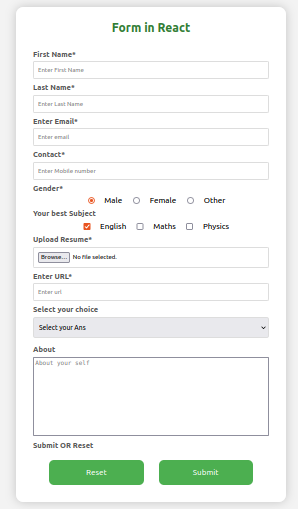 Form in React
First Name*
Enter First Name
Last Name*
Enter Last Name
Enter Email*
Enter email
Contact*
Enter Mobile number
Gender*
Male Female Other
Your best Subject
English Maths Physics
Upload Resume*
Browse... No file selected.
Enter URL*
Enter url
Select your choice
Select your Ans
About
About your self
Submit OR Reset
Reset Submit